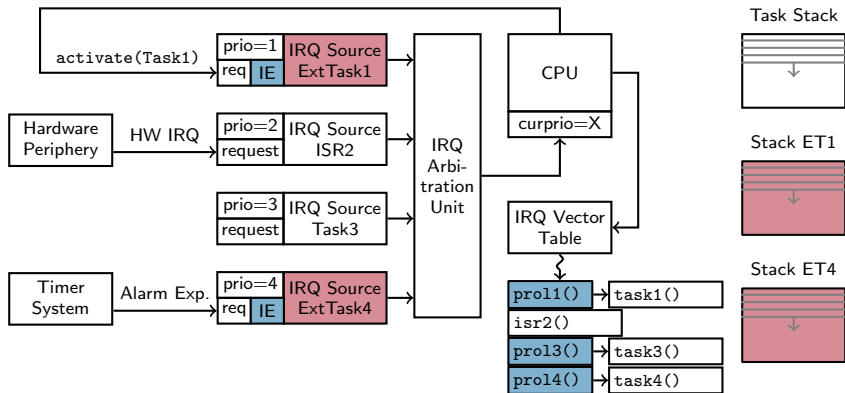 activate(Task1)
prio=1
req
IE
IRQ Source
ExtTask1
Hardware
Periphery
HW IRQ
prio=2
request
IRQ Source
ISR2
prio=3
request
IRQ Source
Task3
Timer
System
Alarm Exp.
prio=4
req
IE
IRQ Source
ExtTask4
IRQ
Arbi-
tration
Unit
CPU
curprio=X
IRQ Vector
Table
prol1()
task1()
isr2()
prol3()
task3()
prol4()
task4()
Task Stack
Stack ET1
Stack ET4